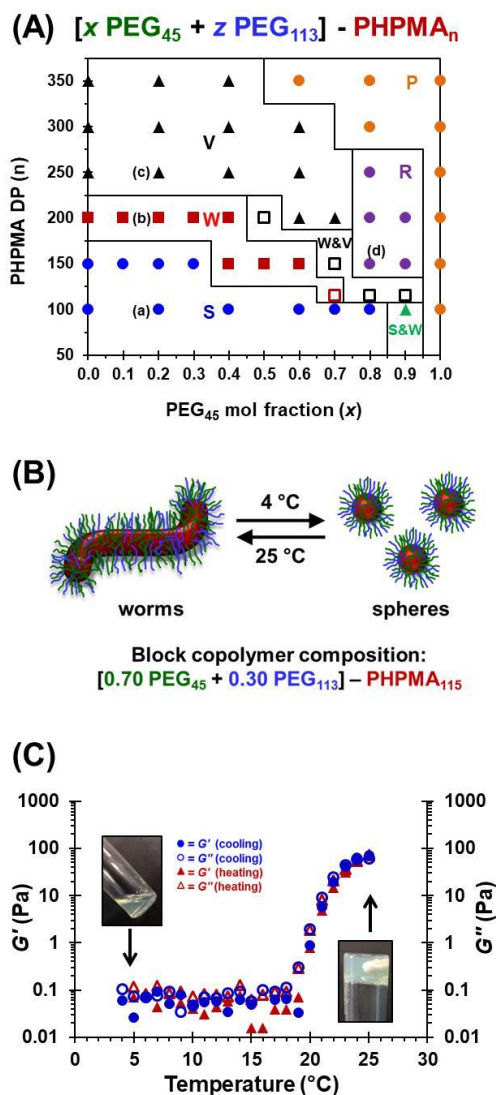 (A) [x PEG45 + z PEG113] - PHPMAn
PHPMA DP (n)
350
300
250
200
150
100
50
P
V
(c)
R
(b)
W
W&V
(d)
(a)
S
S&W
0.0 0.1 0.2 0.3 0.4 0.5 0.6 0.7 0.8 0.9 1.0
PEG45 mol fraction (x)
(B)
4 °C
25 °C
worms
spheres
Block copolymer composition:
[0.70 PEG45 + 0.30 PEG113] – PHPMA115
(C)
G' (Pa)
1000
100
10
1
0.1
0.01
= G' (cooling)
= G'' (cooling)
= G' (heating)
= G'' (heating)
1000
100
10
1
0.1
0.01
G'' (Pa)
0 5 10 15 20 25 30
Temperature (°C)